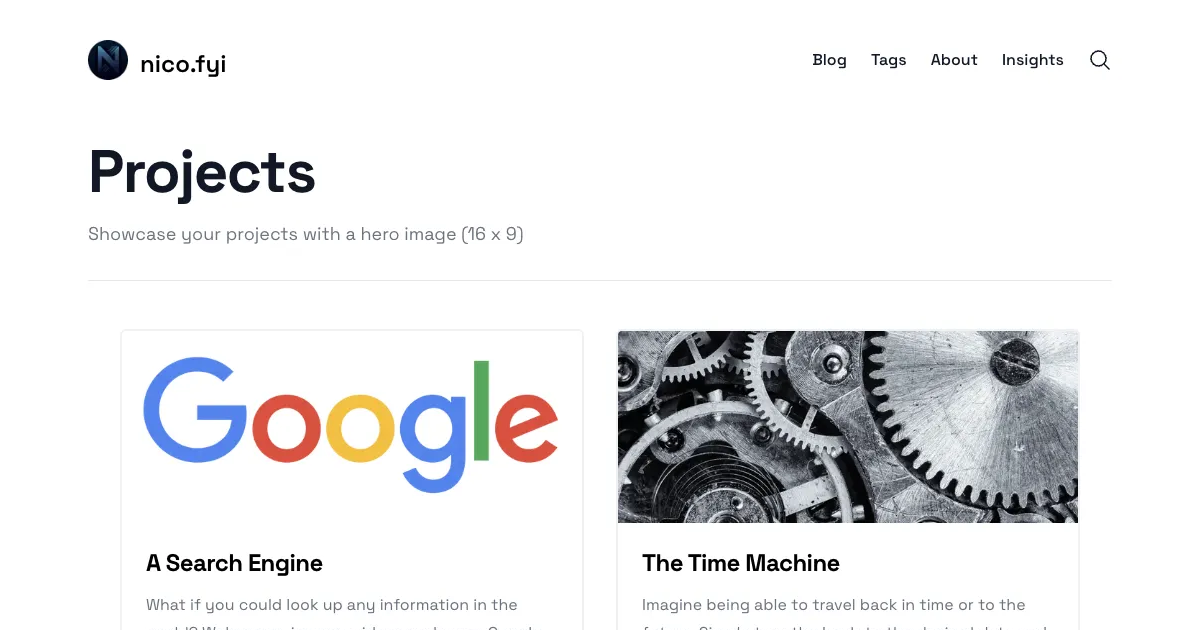 nico.fyi
Blog Tags About Insights
Projects
Showcase your projects with a hero image (16 x 9)
Google
A Search Engine
The Time Machine
What if you could look up any information in the
Imagine being able to travel back in time or to the